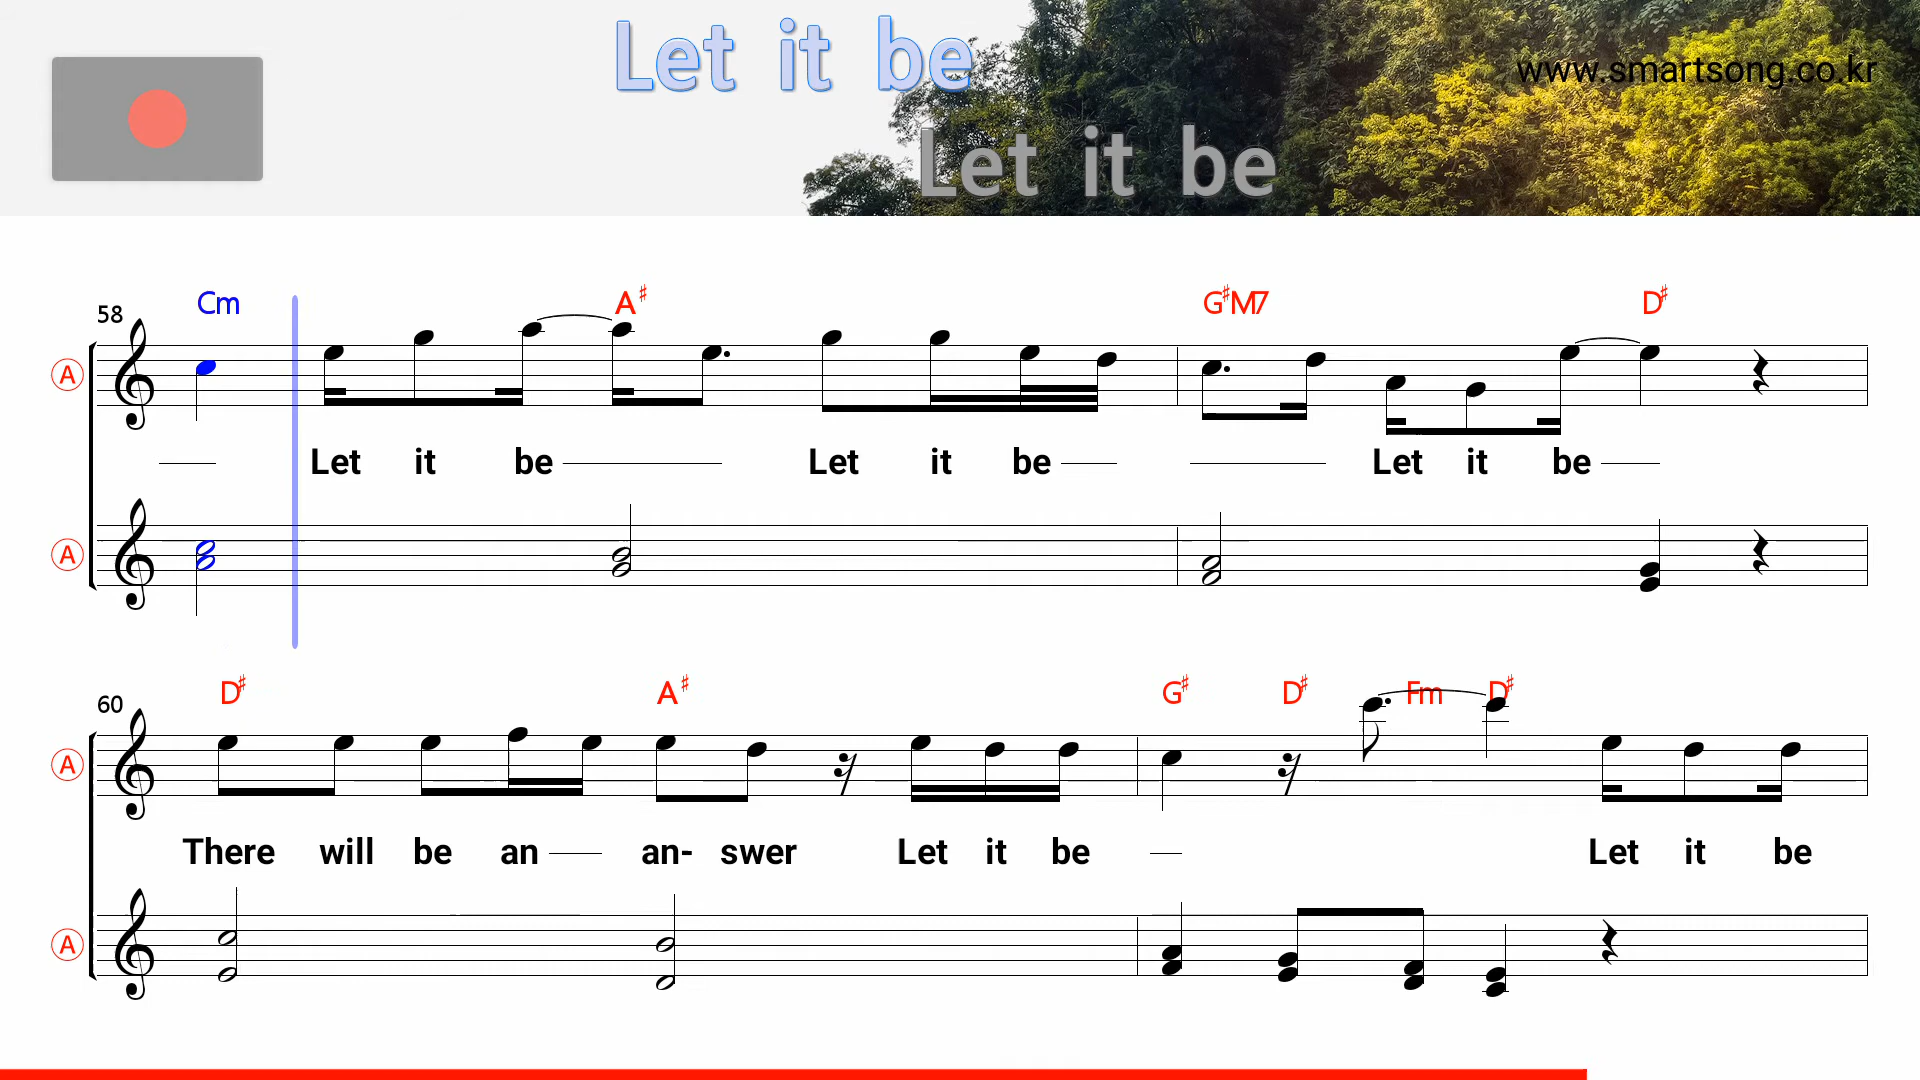 Let it be
www.smartsong.co.kr
Let it be
58
Cm A♯ G♯M7 D♯
A
Let it be Let it be Let it be
A
60
D♯ A♯ G♯ D♯ Fm D♯
A
There will be an an- swer Let it be Let it be
A